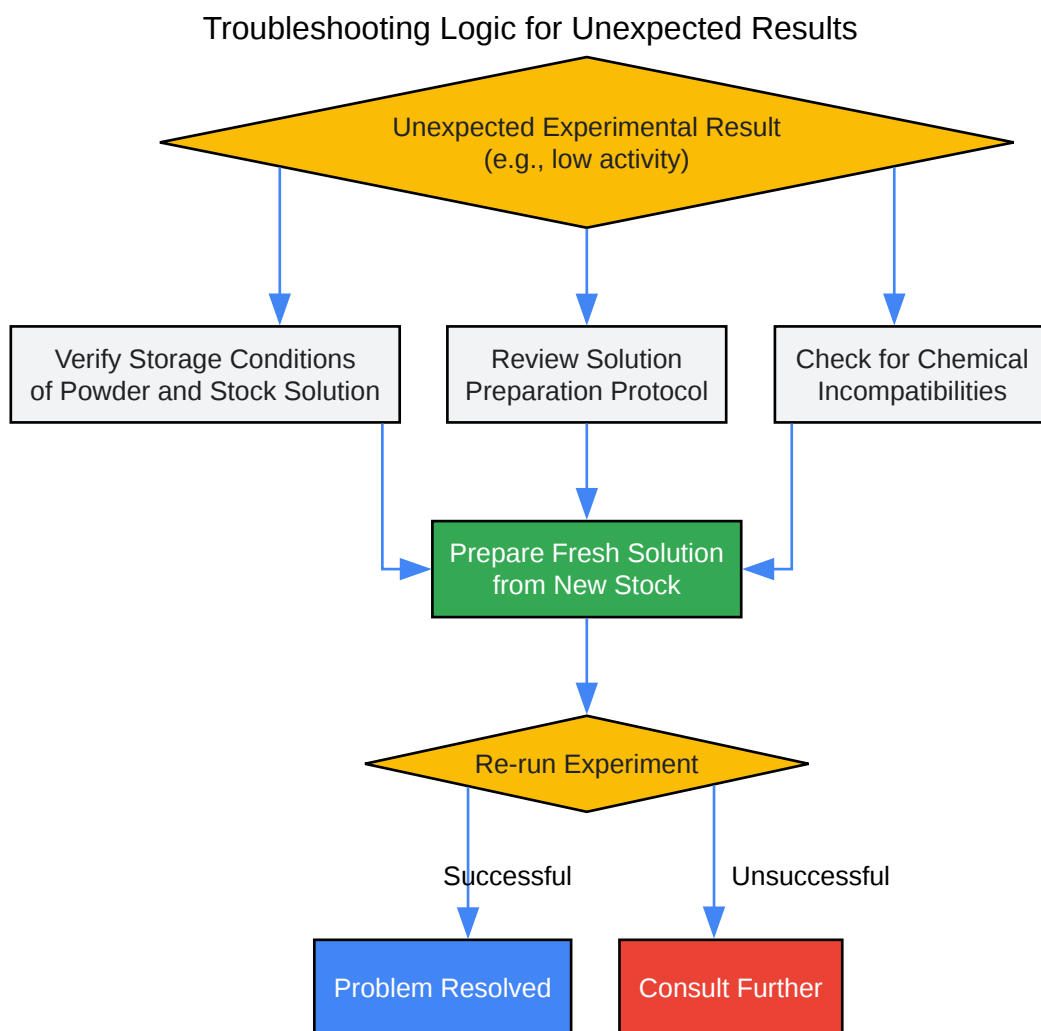 Troubleshooting Logic for Unexpected Results
Unexpected Experimental Result
(e.g., low activity)
Verify Storage Conditions
of Powder and Stock Solution
Review Solution
Preparation Protocol
Check for Chemical
Incompatibilities
Prepare Fresh Solution
from New Stock
Re-run Experiment
Successful
Unsuccessful
Problem Resolved
Consult Further